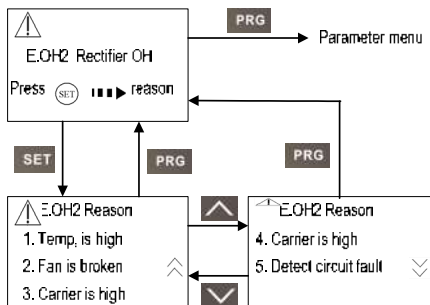 PRG
Parameter menu
E.OH2 Rectifier OH
Press SET reason
SET
PRG
PRG
E.OH2 Reason
1. Temp, is high
2. Fan is broken
3. Carrier is high
E.OH2 Reason
4. Carrier is high
5. Detect circuit fault